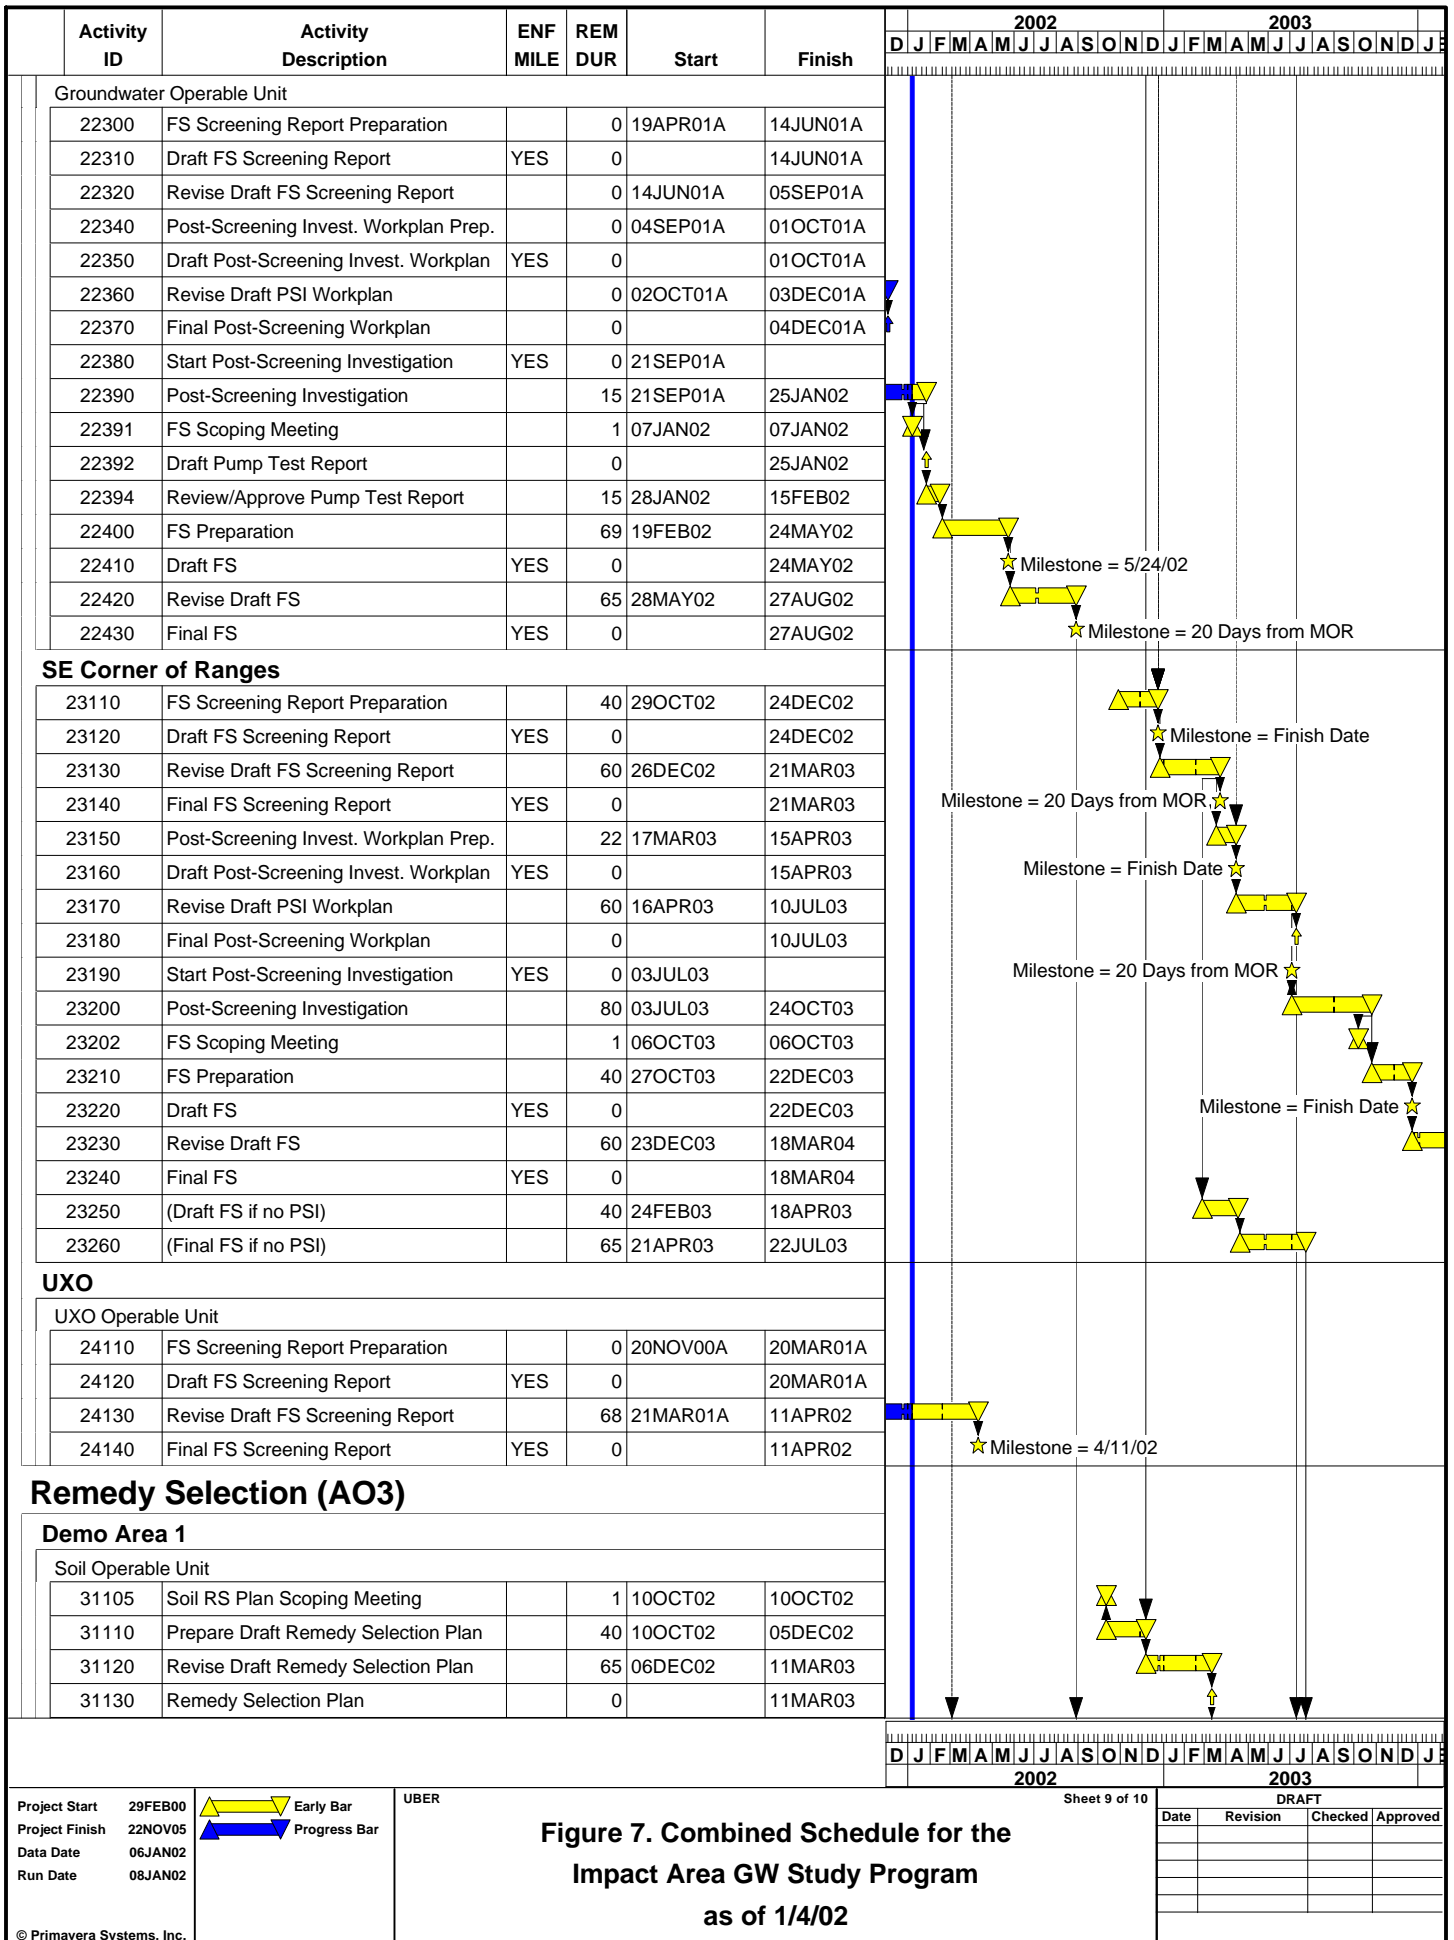 Activity Activity ENF REM 2002 2003
D J F M A M J J A S O N D J F M A M J J A S O N D J
ID Description MILE DUR Start Finish
Groundwater Operable Unit
22300 FS Screening Report Preparation 0 19APR01A 14JUN01A
22310 Draft FS Screening Report YES 0 14JUN01A
22320 Revise Draft FS Screening Report 0 14JUN01A 05SEP01A
22340 Post-Screening Invest. Workplan Prep. 0 04SEP01A 01OCT01A
22350 Draft Post-Screening Invest. Workplan YES 0 01OCT01A
22360 Revise Draft PSI Workplan 0 02OCT01A 03DEC01A
22370 Final Post-Screening Workplan 0 04DEC01A
22380 Start Post-Screening Investigation YES 0 21SEP01A
22390 Post-Screening Investigation 15 21SEP01A 25JAN02
22391 FS Scoping Meeting 1 07JAN02 07JAN02
22392 Draft Pump Test Report 0 25JAN02
22394 Review/Approve Pump Test Report 15 28JAN02 15FEB02
22400 FS Preparation 69 19FEB02 24MAY02
22410 Draft FS YES 0 24MAY02 Milestone = 5/24/02
22420 Revise Draft FS 65 28MAY02 27AUG02
22430 Final FS YES 0 27AUG02 Milestone = 20 Days from MOR
SE Corner of Ranges
23110 FS Screening Report Preparation 40 29OCT02 24DEC02
23120 Draft FS Screening Report YES 0 24DEC02 Milestone = Finish Date
23130 Revise Draft FS Screening Report 60 26DEC02 21MAR03
23140 Final FS Screening Report YES 0 21MAR03 Milestone = 20 Days from MOR
23150 Post-Screening Invest. Workplan Prep. 22 17MAR03 15APR03
23160 Draft Post-Screening Invest. Workplan YES 0 15APR03 Milestone = Finish Date
23170 Revise Draft PSI Workplan 60 16APR03 10JUL03
23180 Final Post-Screening Workplan 0 10JUL03
23190 Start Post-Screening Investigation YES 0 03JUL03 Milestone = 20 Days from MOR
23200 Post-Screening Investigation 80 03JUL03 24OCT03
23202 FS Scoping Meeting 1 06OCT03 06OCT03
23210 FS Preparation 40 27OCT03 22DEC03
23220 Draft FS YES 0 22DEC03 Milestone = Finish Date
23230 Revise Draft FS 60 23DEC03 18MAR04
23240 Final FS YES 0 18MAR04
23250 (Draft FS if no PSI) 40 24FEB03 18APR03
23260 (Final FS if no PSI) 65 21APR03 22JUL03
UXO
UXO Operable Unit
24110 FS Screening Report Preparation 0 20NOV00A 20MAR01A
24120 Draft FS Screening Report YES 0 20MAR01A
24130 Revise Draft FS Screening Report 68 21MAR01A 11APR02
24140 Final FS Screening Report YES 0 11APR02 Milestone = 4/11/02
Remedy Selection (AO3)
Demo Area 1
Soil Operable Unit
31105 Soil RS Plan Scoping Meeting 1 10OCT02 10OCT02
31110 Prepare Draft Remedy Selection Plan 40 10OCT02 05DEC02
31120 Revise Draft Remedy Selection Plan 65 06DEC02 11MAR03
31130 Remedy Selection Plan 0 11MAR03
D J F M A M J J A S O N D J F M A M J J A S O N D J
2002 2003
Project Start 29FEB00
Project Finish 22NOV05
Data Date 06JAN02
Run Date 08JAN02
© Primavera Systems, Inc.
Early Bar
Progress Bar
UBER
Figure 7. Combined Schedule for the
Impact Area GW Study Program
as of 1/4/02
Sheet 9 of 10
DRAFT
Date Revision Checked Approved